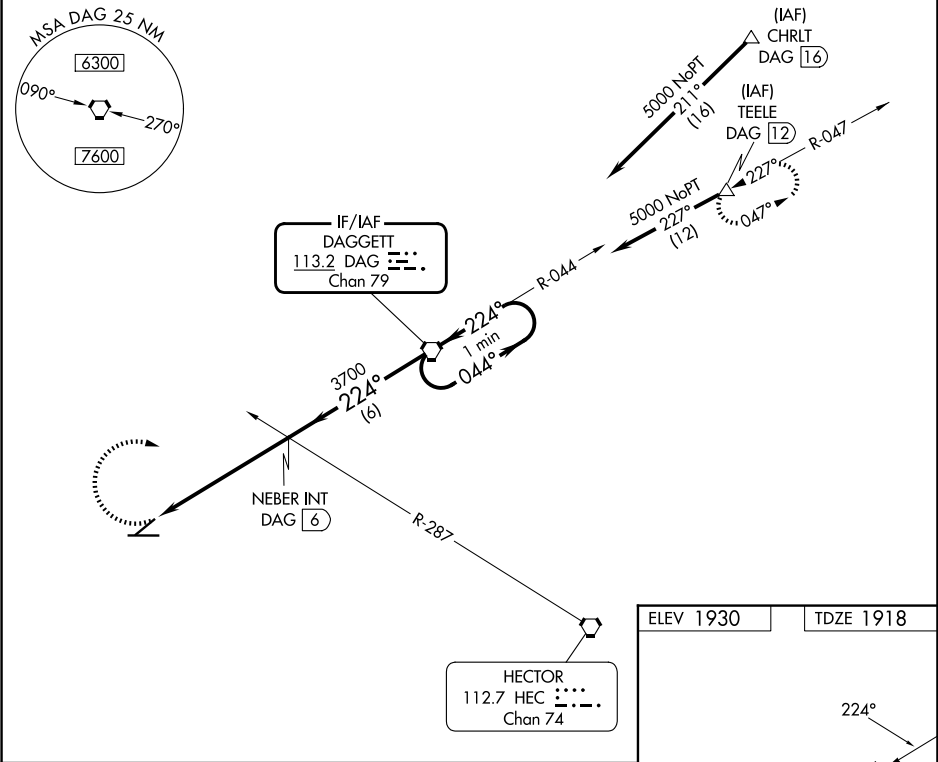 MSA DAG 25 NM
6300
090°
270°
7600
(IAF)
CHRLT
DAG 16
5000 NoPT
211°
(16)
(IAF)
TEELE
DAG 12
R-047
227°
047°
5000 NoPT
227°
(12)
IF/IAF
DAGGETT
113.2 DAG
Chan 79
R-044
224°
1 min
044°
3700
224°
(6)
NEBER INT
DAG 6
R-287
HECTOR
112.7 HEC
Chan 74
ELEV 1930
TDZE 1918
224°